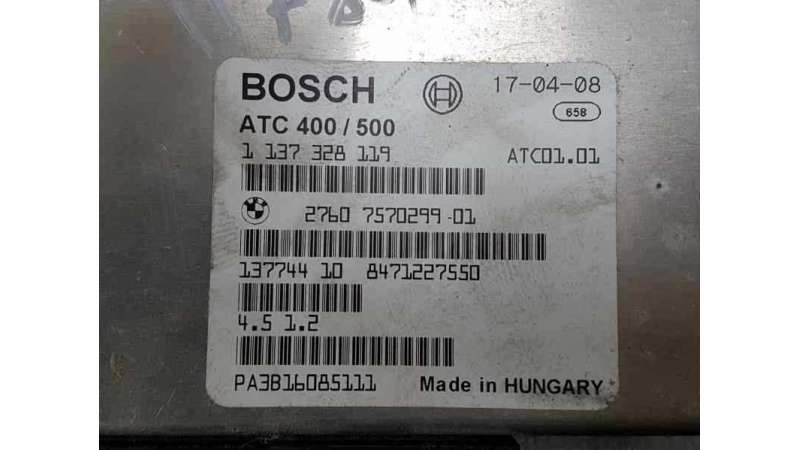 BOSCH 17-04-08
658
ATC 400 / 500
1 137 328 119 ATC01.01
2760 7570299-01
137744 10 8471227550
4.5 1.2
PA3B16085111 Made in HUNGARY